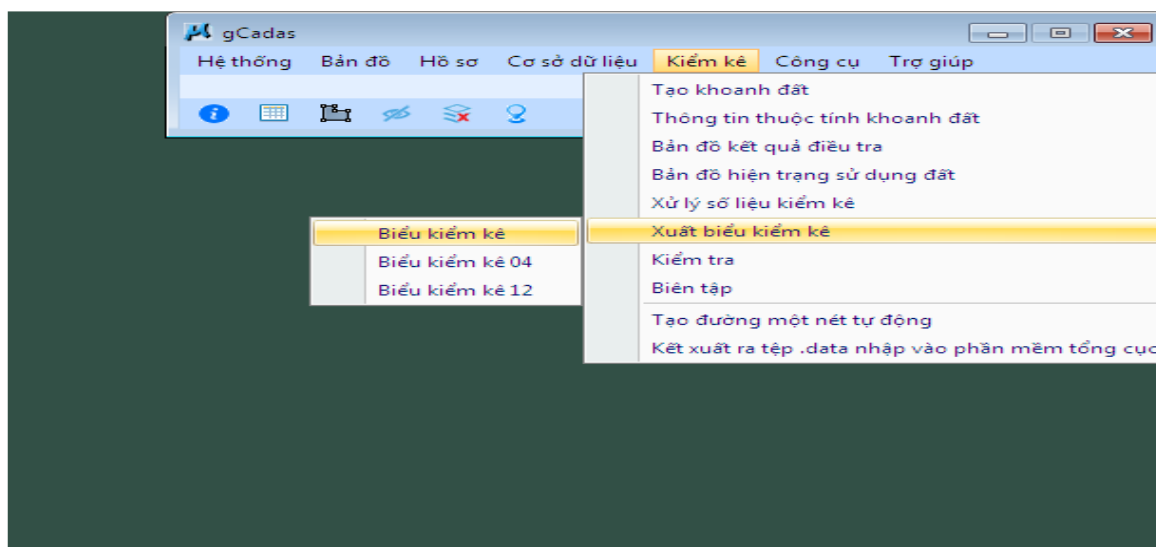 gCadas
Hệ thống Bản đồ Hồ sơ Cơ sở dữ liệu Kiểm kê Công cụ Trợ giúp
Tạo khoanh đất
Thông tin thuộc tính khoanh đất
Bản đồ kết quả điều tra
Bản đồ hiện trạng sử dụng đất
Xử lý số liệu kiểm kê
Xuất biểu kiểm kê
Kiểm tra
Biên tập
Tạo đường một nét tự động
Kết xuất ra tệp .data nhập vào phần mềm tổng cục
Biểu kiểm kê
Biểu kiểm kê 04
Biểu kiểm kê 12